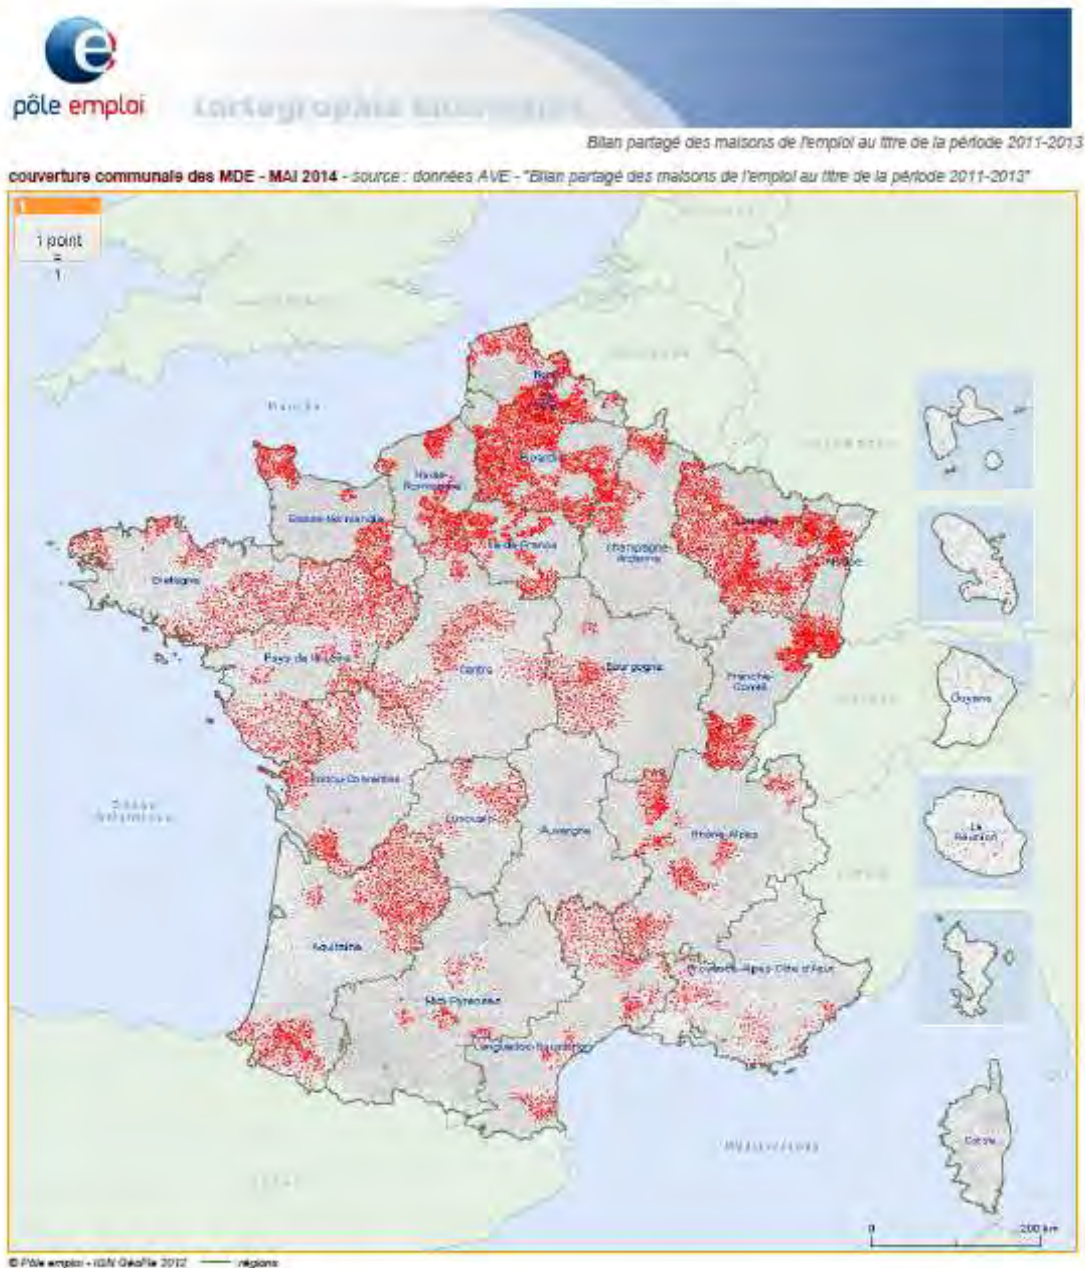 pôle emploi
Bilan partagé des maisons de l'emploi au titre de la période 2011-2013
couverture communale des MDE - MAI 2014 - source : données AVE - "Bilan partagé des maisons de l'emploi au titre de la période 2011-2013"
1
1 point
=
1
Manche
Haute-
Normandie
Basse-Normandie
Ile-de-France
Champagne-
Ardenne
Bretagne
Pays de la Loire
Centre
Bourgogne
Franche-
Comté
Guyane
Poitou-Charentes
Limousin
Auvergne
Rhône-Alpes
La
Réunion
Aquitaine
Provence-Alpes-Côte d'Azur
Midi-Pyrénées
Languedoc-Roussillon
Corse
0 200 km
© Pôle emploi - IGN Géofla 2012 régions